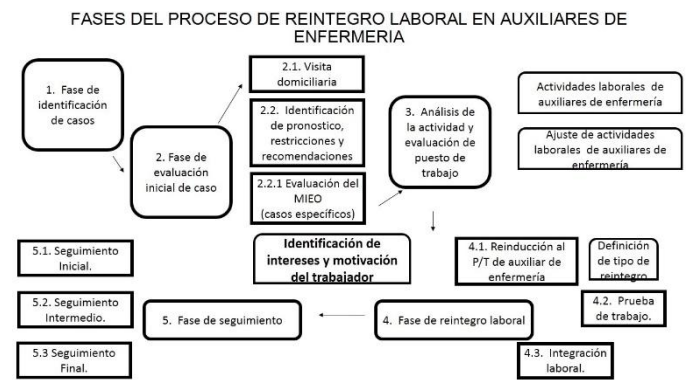 FASES DEL PROCESO DE REINTEGRO LABORAL EN AUXILIARES DE
ENFERMERIA
1. Fase de
identificación
de casos
2. Fase de
evaluación
inicial de caso
2.1. Visita
domiciliaria
2.2. Identificación
de pronostico,
restricciones y
recomendaciones
2.2.1 Evaluación del
MIEO
(casos específicos)
Identificación de
intereses y motivación
del trabajador
3. Análisis de
la actividad y
evaluación de
puesto de
trabajo
Actividades laborales de
auxiliares de enfermería
Ajuste de actividades
laborales de auxiliares de
enfermería
4.1. Reinducción al
P/T de auxiliar de
enfermería
Definición
de tipo de
reintegro
4.2. Prueba
de trabajo.
4.3. Integración
laboral.
4. Fase de reintegro laboral
5. Fase de seguimiento
5.1. Seguimiento
Inicial.
5.2. Seguimiento
Intermedio.
5.3 Seguimiento
Final.